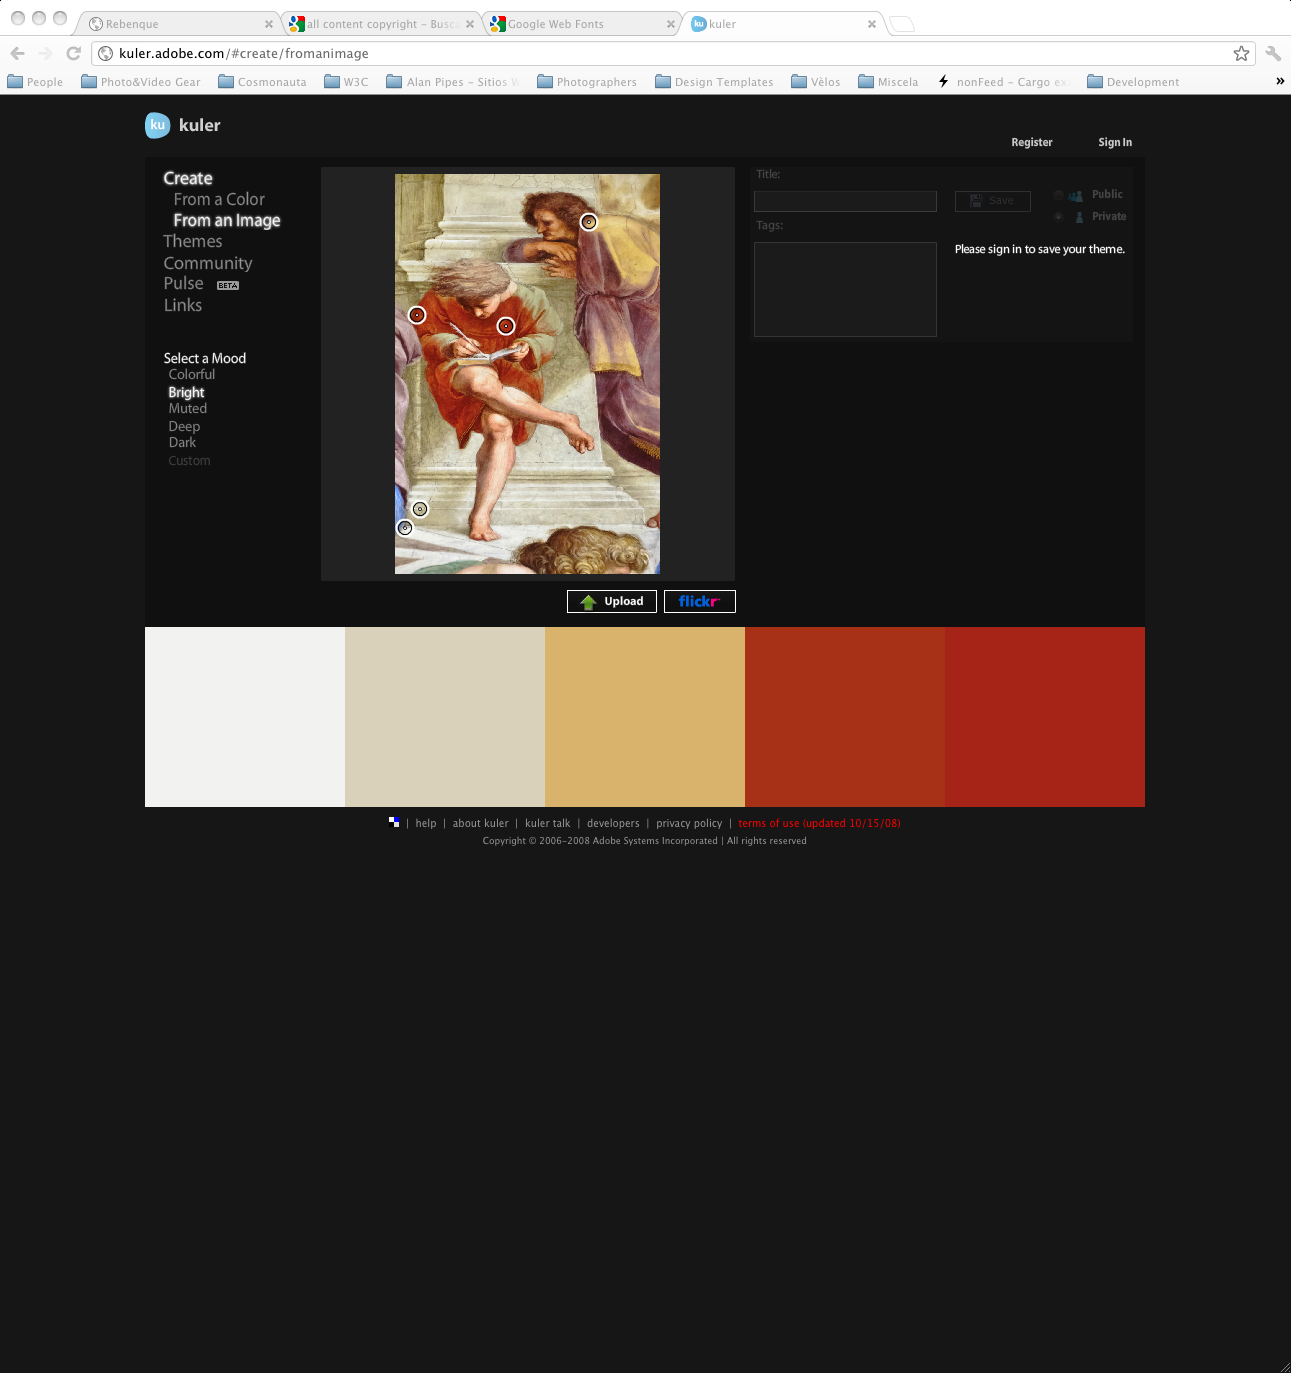 Rebenque
all content copyright – Busca
Google Web Fonts
kuler
kuler.adobe.com/#create/fromanimage
People
Photo&Video Gear
Cosmonauta
W3C
Alan Pipes – Sitios W
Photographers
Design Templates
Vèlos
Miscela
nonFeed – Cargo ex
Development
»
ku kuler
Register
Sign In
Create
From a Color
From an Image
Themes
Community
Pulse BETA
Links
Select a Mood
Colorful
Bright
Muted
Deep
Dark
Custom
Title:
Save
Public
Private
Tags:
Please sign in to save your theme.
Upload
flickr
| help | about kuler | kuler talk | developers | privacy policy | terms of use (updated 10/15/08)
Copyright © 2006-2008 Adobe Systems Incorporated | All rights reserved